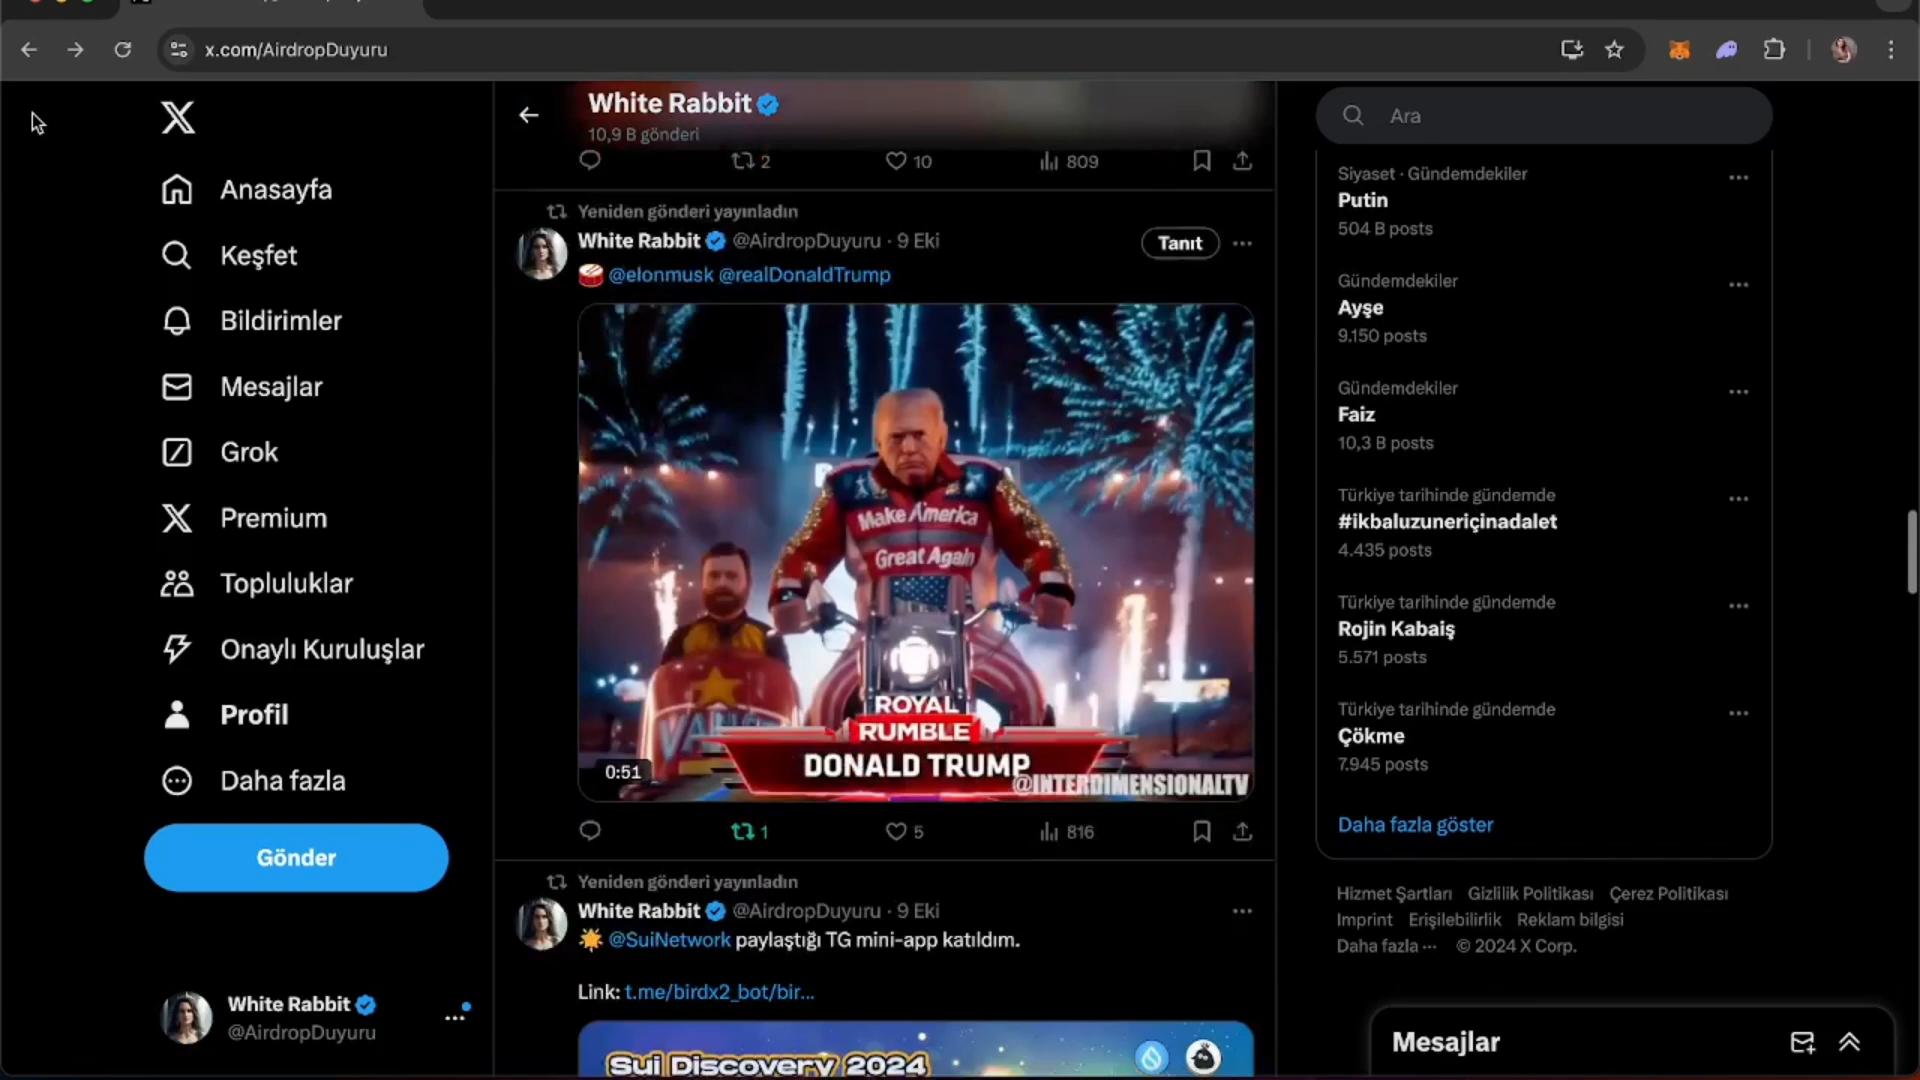 x.com/AirdropDuyuru
Anasayfa
Keşfet
Bildirimler
Mesajlar
Grok
Premium
Topluluklar
Onaylı Kuruluşlar
Profil
Daha fazla
Gönder
White Rabbit
@AirdropDuyuru
White Rabbit
10,9 B gönderi
2
10
809
Yeniden gönderi yayınladın
White Rabbit @AirdropDuyuru · 9 Eki
Tanıt
@elonmusk @realDonaldTrump
Make America
Great Again
ROYAL
RUMBLE
DONALD TRUMP
@INTERDIMENSIONALTV
0:51
1
5
816
Yeniden gönderi yayınladın
White Rabbit @AirdropDuyuru · 9 Eki
@SuiNetwork paylaştığı TG mini-app katıldım.
Link: t.me/birdx2_bot/bir...
Sui Discovery 2024
Ara
Siyaset · Gündemdekiler
Putin
504 B posts
Gündemdekiler
Ayşe
9.150 posts
Gündemdekiler
Faiz
10,3 B posts
Türkiye tarihinde gündemde
#ikbaluzuneriçinadalet
4.435 posts
Türkiye tarihinde gündemde
Rojin Kabaiş
5.571 posts
Türkiye tarihinde gündemde
Çökme
7.945 posts
Daha fazla göster
Hizmet Şartları Gizlilik Politikası Çerez Politikası
Imprint Erişilebilirlik Reklam bilgisi
Daha fazla ··· © 2024 X Corp.
Mesajlar